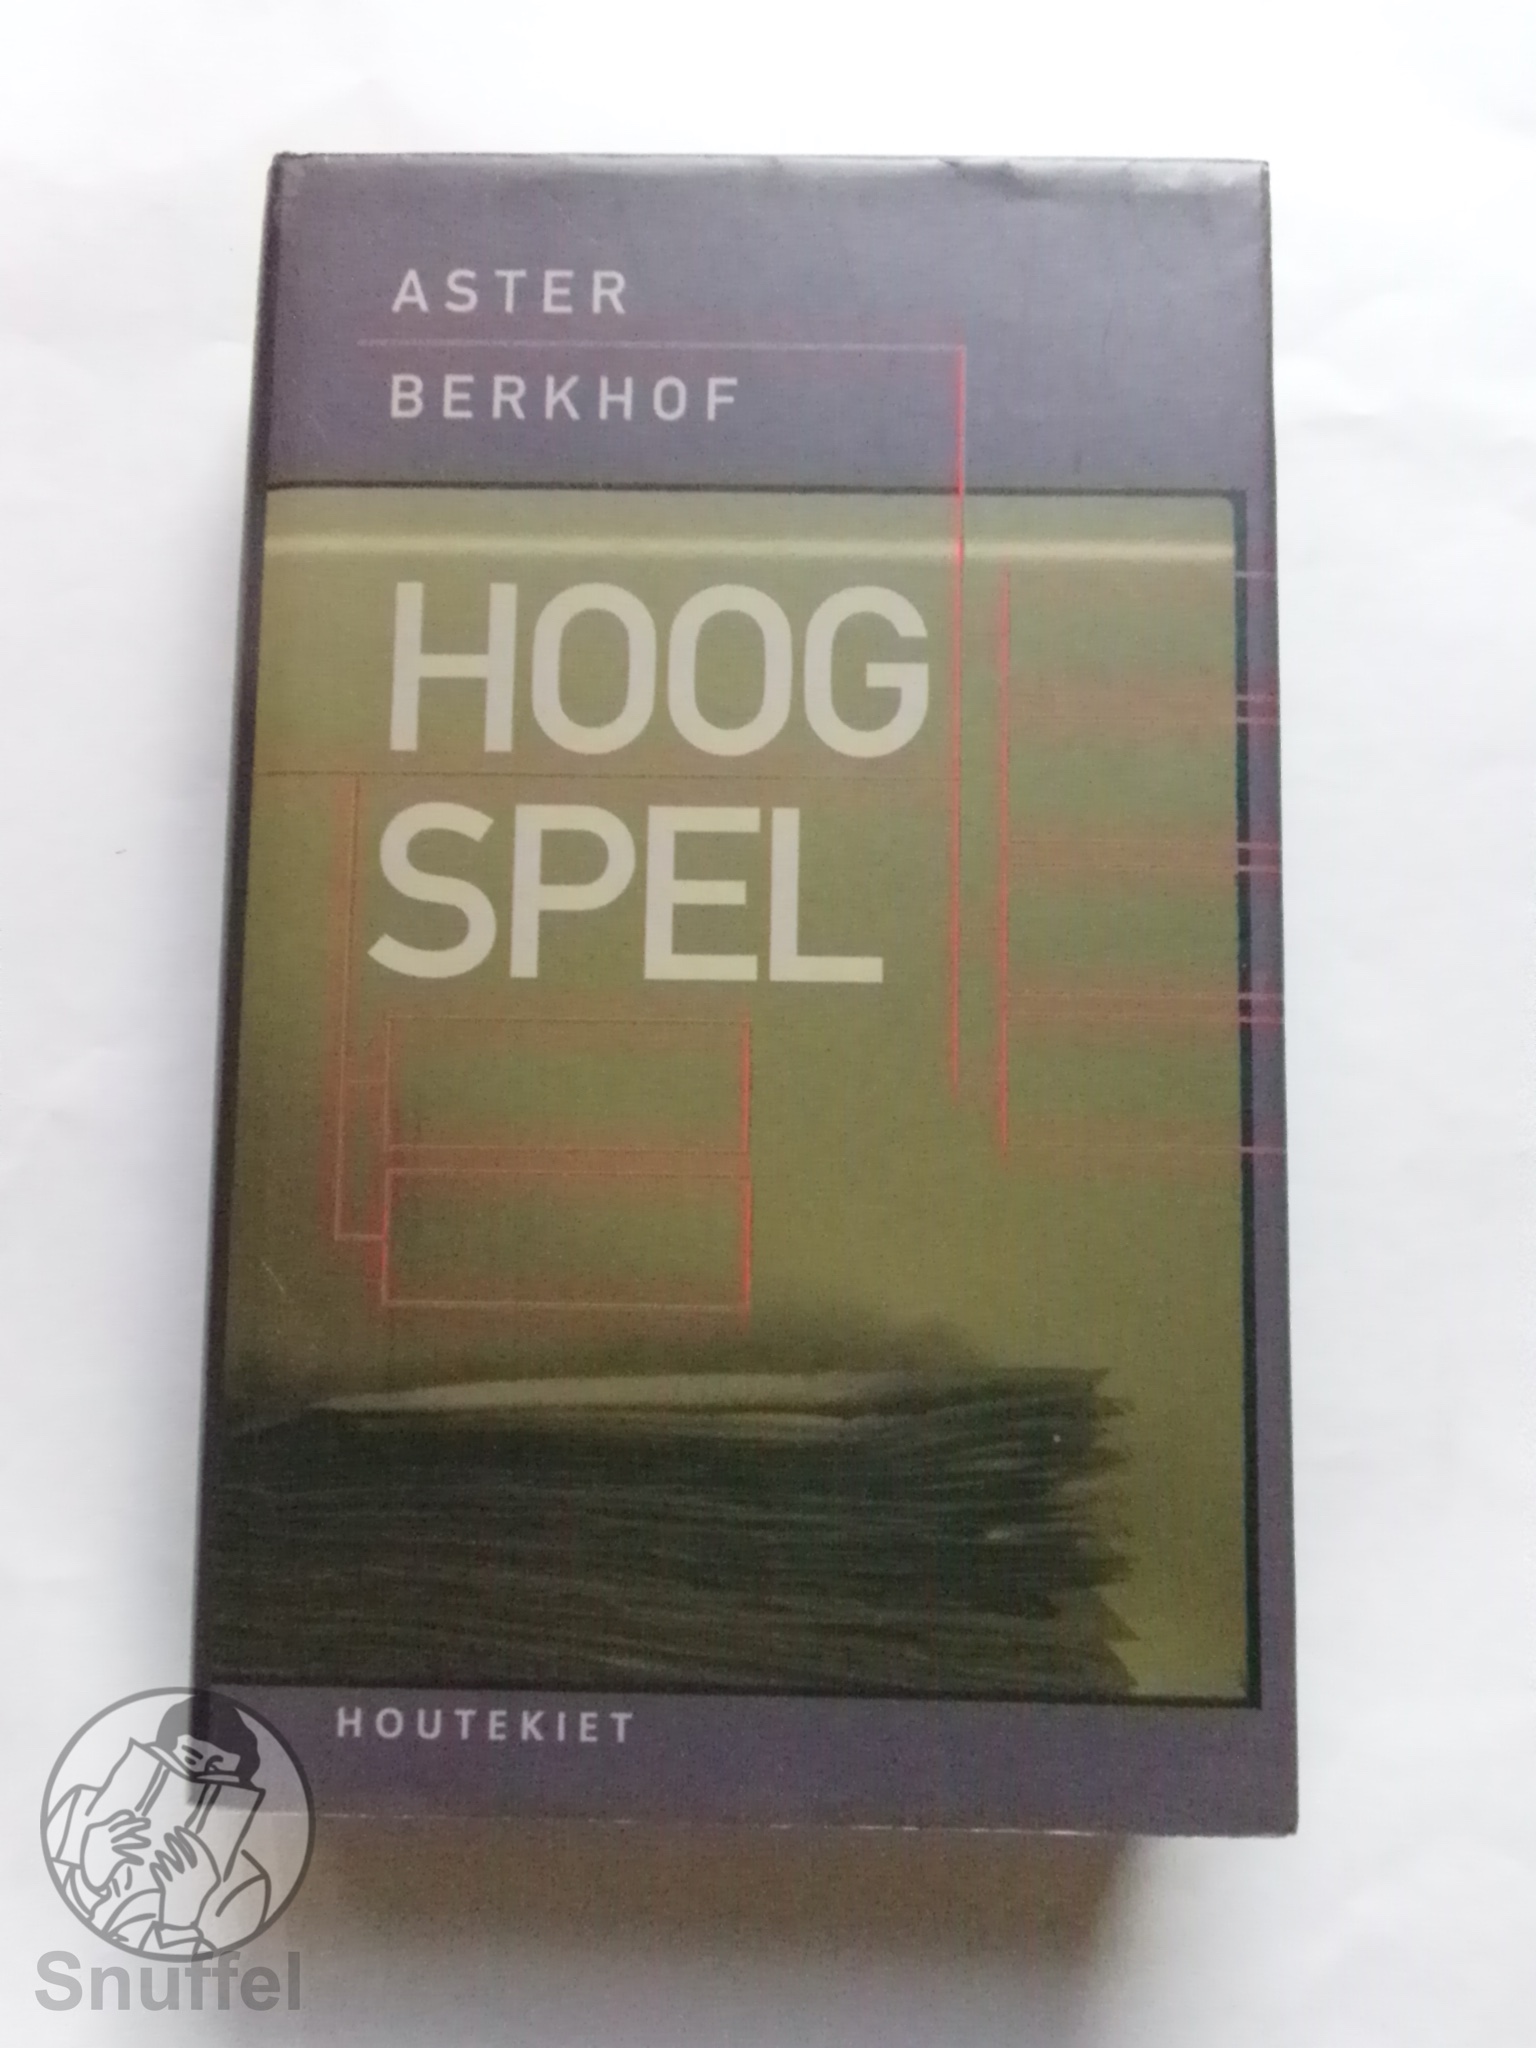 ASTER
BERKHOF
HOOG
SPEL
HOUTEKIET
Snuffel